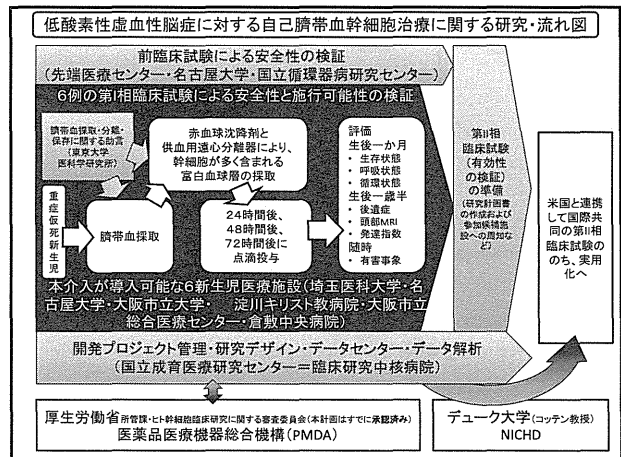 低酸素性虚血性脳症に対する自己臍帯血幹細胞治療に関する研究・流れ図
前臨床試験による安全性の検証
(先端医療センター・名古屋大学・国立循環器病研究センター)
6例の第I相臨床試験による安全性と施行可能性の検証
臍帯血採取・分離・
保存に関する助言
(東京大学
医科学研究所)
赤血球沈降剤と
供血用遠心分離器により、
幹細胞が多く含まれる
富白血球層の採取
重症仮死新生児
臍帯血採取
24時間後、
48時間後、
72時間後に
点滴投与
評価
生後一か月
• 生存状態
• 呼吸状態
• 循環状態
生後一歳半
• 後遺症
• 頭部MRI
• 発達指数
随時
• 有害事象
本介入が導入可能な6新生児医療施設(埼玉医科大学・名
古屋大学・大阪市立大学・ 淀川キリスト教病院・大阪市立
総合医療センター・倉敷中央病院)
第II相
臨床試験
(有効性
の検証)
の準備
(研究計画書
の作成および
参加候補施
設への周知な
ど)
米国と連携
して国際共
同の第II相
臨床試験の
のち、実用
化へ
開発プロジェクト管理・研究デザイン・データセンター・データ解析
(国立成育医療研究センター=臨床研究中核病院)
厚生労働省所管課・ヒト幹細胞臨床研究に関する審査委員会(本計画はすでに承認済み)
医薬品医療機器総合機構(PMDA)
デューク大学(コッテン教授)
NICHD